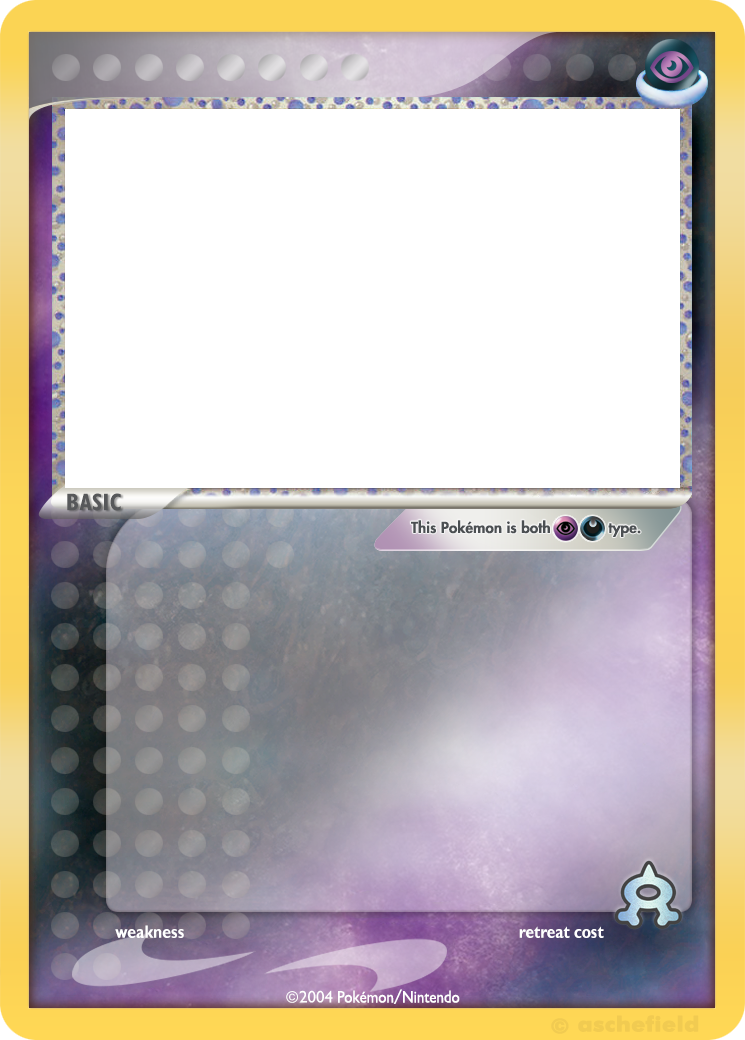 BASIC
This Pokémon is both type.
weakness
retreat cost
©2004 Pokémon/Nintendo
© aschefield